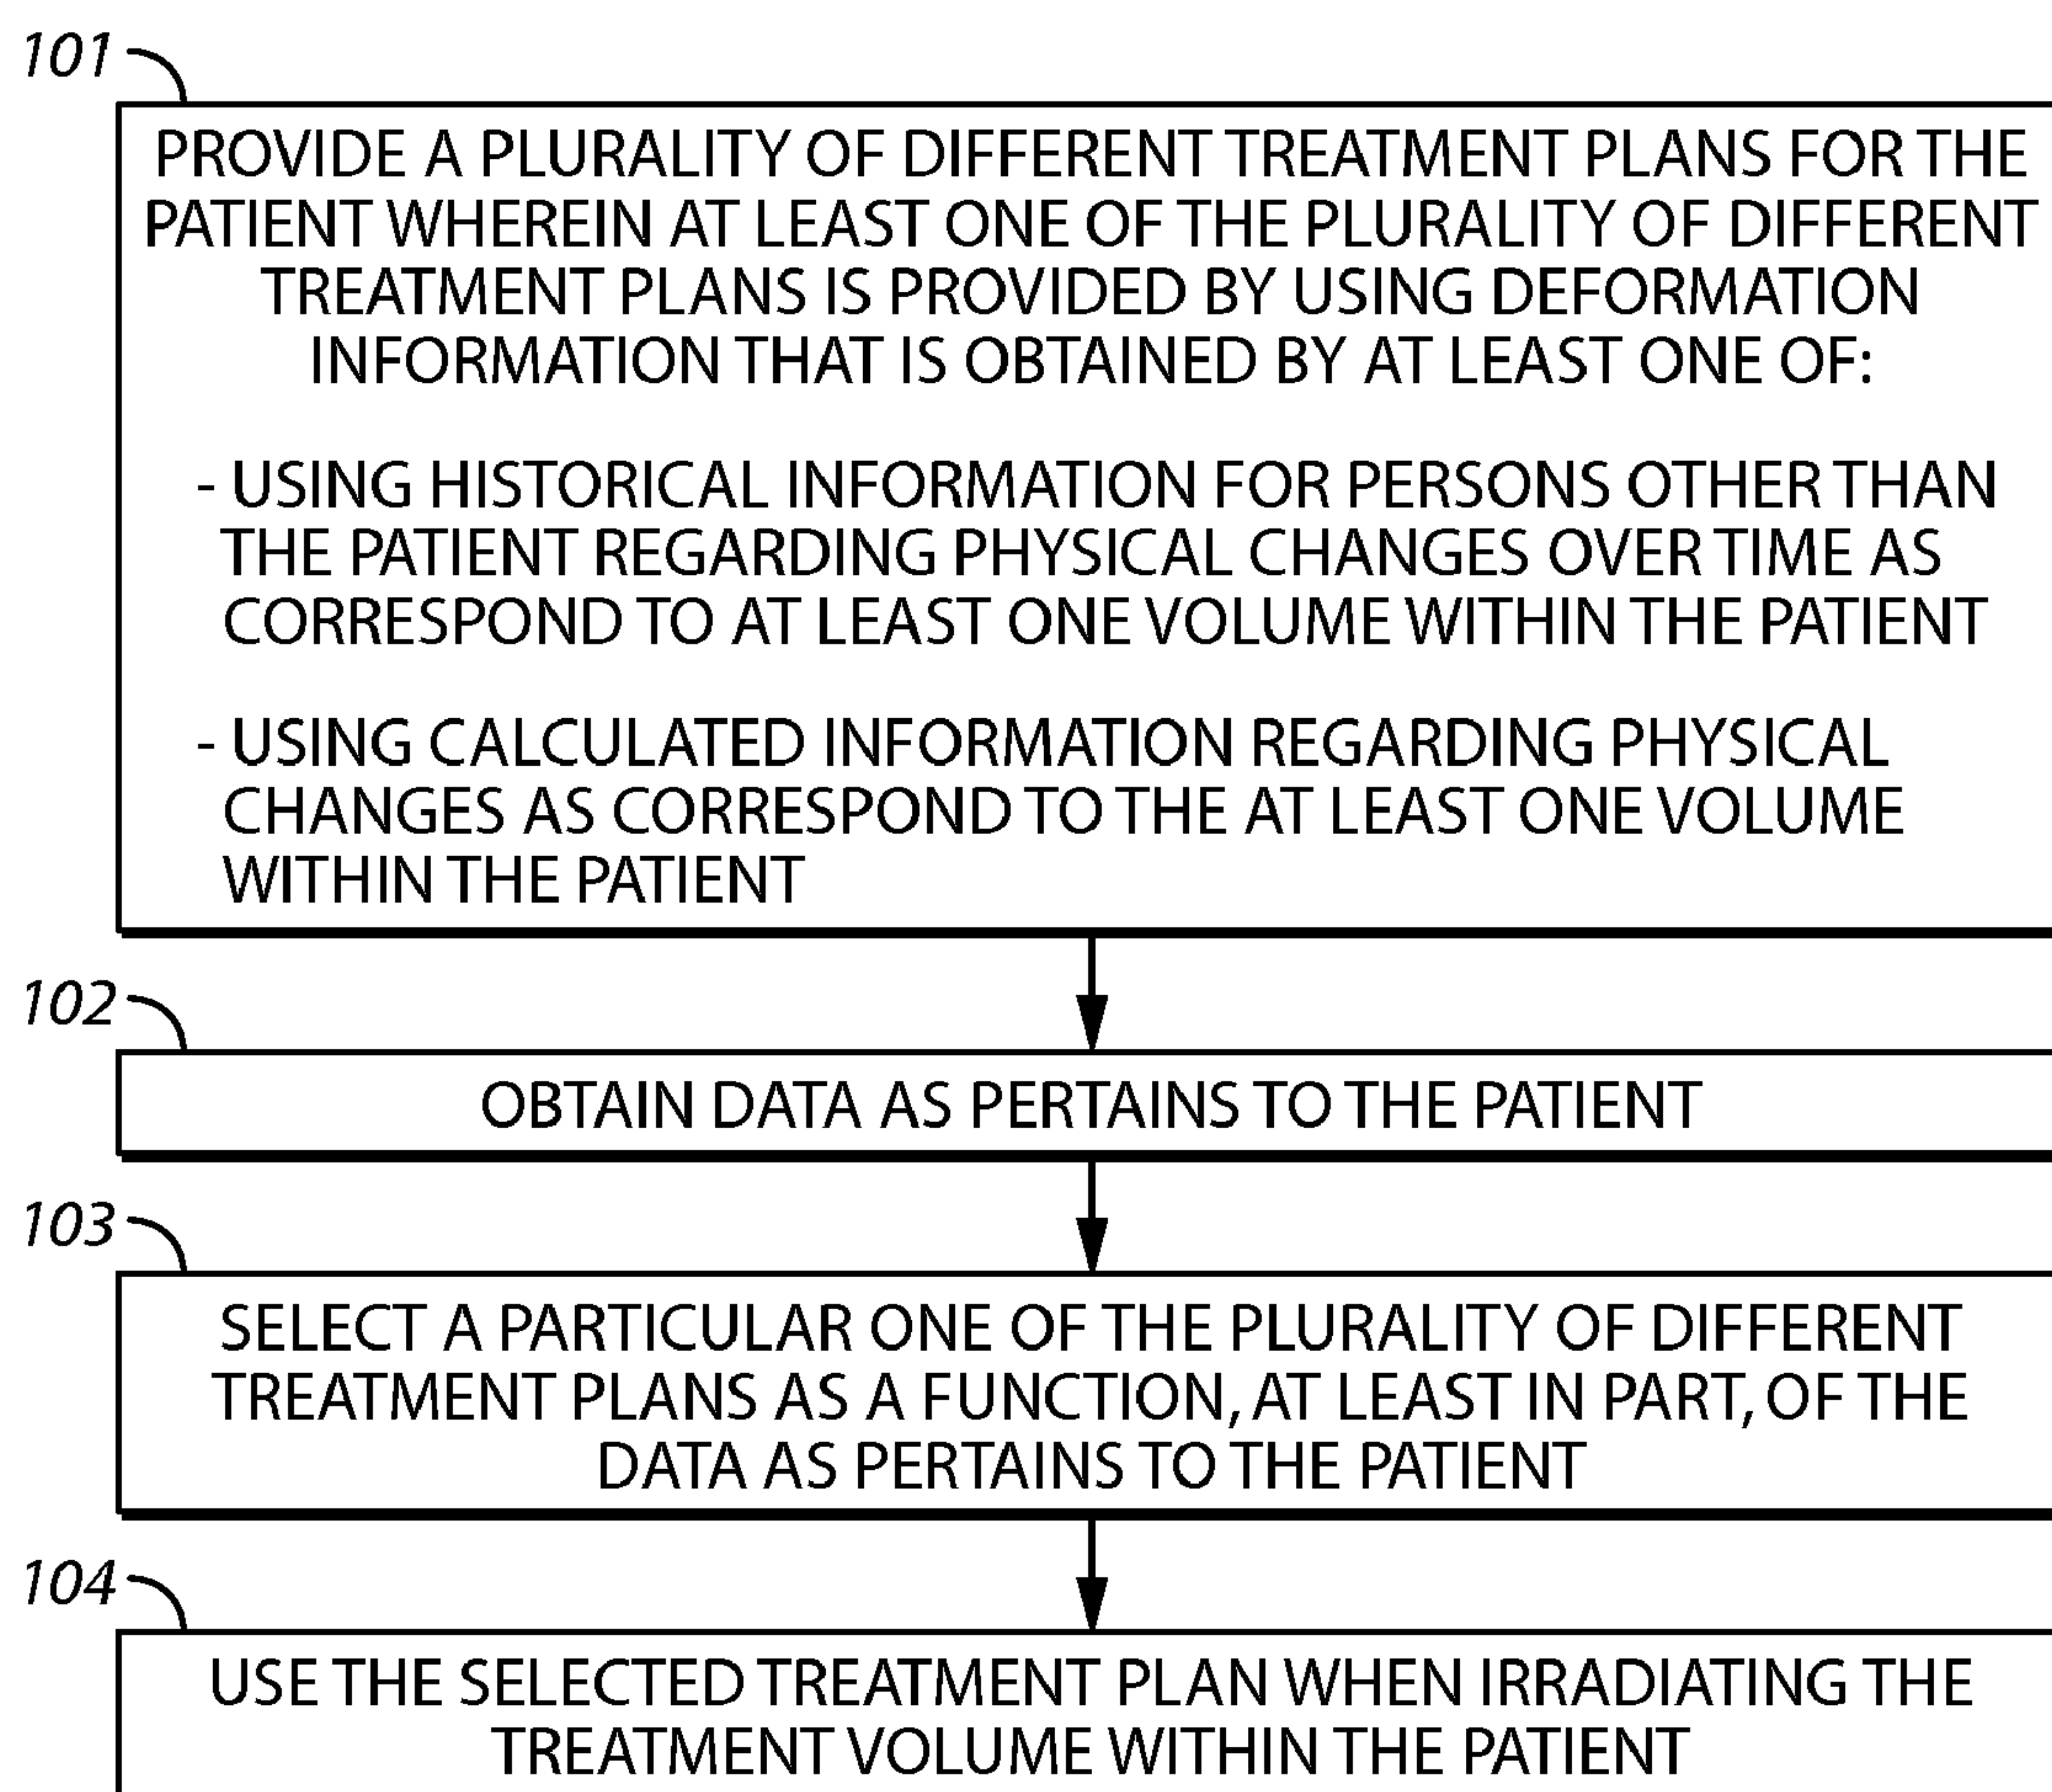 101
PROVIDE A PLURALITY OF DIFFERENT TREATMENT PLANS FOR THE
PATIENT WHEREIN AT LEAST ONE OF THE PLURALITY OF DIFFERENT
TREATMENT PLANS IS PROVIDED BY USING DEFORMATION
INFORMATION THAT IS OBTAINED BY AT LEAST ONE OF:
- USING HISTORICAL INFORMATION FOR PERSONS OTHER THAN
THE PATIENT REGARDING PHYSICAL CHANGES OVER TIME AS
CORRESPOND TO AT LEAST ONE VOLUME WITHIN THE PATIENT
- USING CALCULATED INFORMATION REGARDING PHYSICAL
CHANGES AS CORRESPOND TO THE AT LEAST ONE VOLUME
WITHIN THE PATIENT
102
OBTAIN DATA AS PERTAINS TO THE PATIENT
103
SELECT A PARTICULAR ONE OF THE PLURALITY OF DIFFERENT
TREATMENT PLANS AS A FUNCTION, AT LEAST IN PART, OF THE
DATA AS PERTAINS TO THE PATIENT
104
USE THE SELECTED TREATMENT PLAN WHEN IRRADIATING THE
TREATMENT VOLUME WITHIN THE PATIENT